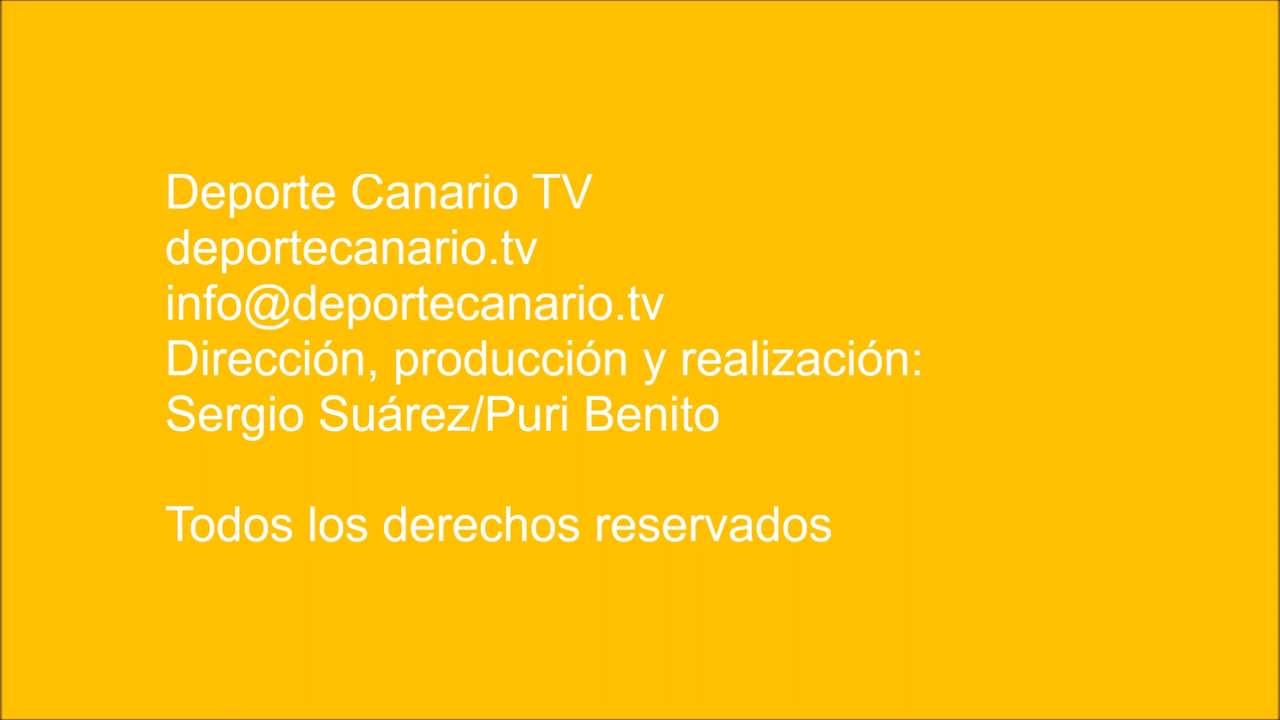 Deporte Canario TV
deportecanario.tv
info@deportecanario.tv
Dirección, producción y realización:
Sergio Suárez/Puri Benito
Todos los derechos reservados